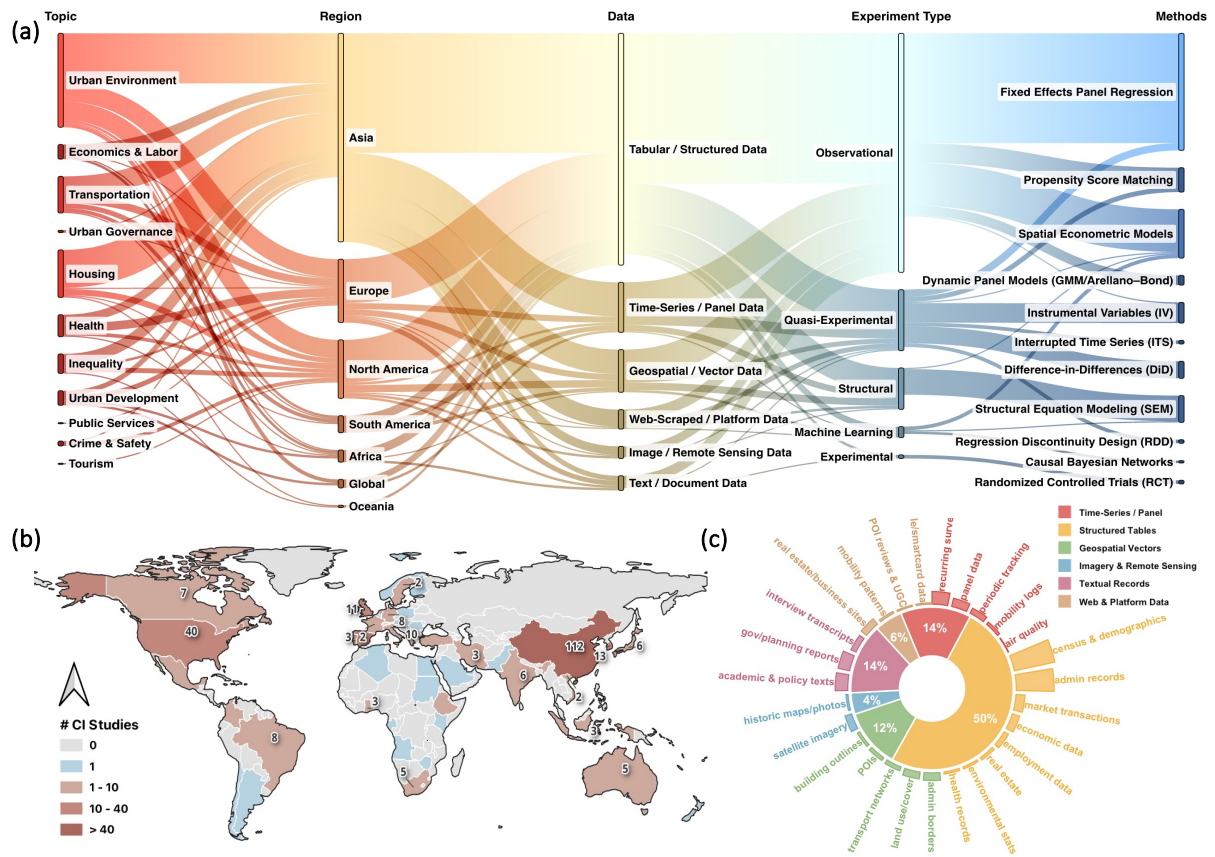 (a)
Topic
Region
Data
Experiment Type
Methods
Urban Environment
Economics & Labor
Transportation
Urban Governance
Housing
Health
Inequality
Urban Development
Public Services
Crime & Safety
Tourism
Asia
Europe
North America
South America
Africa
Global
Oceania
Tabular / Structured Data
Time-Series / Panel Data
Geospatial / Vector Data
Web-Scraped / Platform Data
Image / Remote Sensing Data
Text / Document Data
Observational
Quasi-Experimental
Structural
Machine Learning
Experimental
Fixed Effects Panel Regression
Propensity Score Matching
Spatial Econometric Models
Dynamic Panel Models (GMM/Arellano–Bond)
Instrumental Variables (IV)
Interrupted Time Series (ITS)
Difference-in-Differences (DiD)
Structural Equation Modeling (SEM)
Regression Discontinuity Design (RDD)
Causal Bayesian Networks
Randomized Controlled Trials (RCT)
(b)
7
40
8
11
3
2
2
8
10
3
3
5
6
112
13
6
2
3
5
# CI Studies
0
1
1 - 10
10 - 40
> 40
(c)
Time-Series / Panel
Structured Tables
Geospatial Vectors
Imagery & Remote Sensing
Textual Records
Web & Platform Data
14%
50%
12%
4%
14%
6%
recurring surve
panel data
periodic tracking
mobility logs
air quality
census & demographics
admin records
market transactions
economic data
employment data
real estate
environmental stats
health records
admin borders
land use/cover
transport networks
POIs
building outlines
satellite imagery
historic maps/photos
academic & policy texts
gov/planning reports
interview transcripts
real estate/business sites
mobility patterns
POI reviews & UGC
le/smartcard data